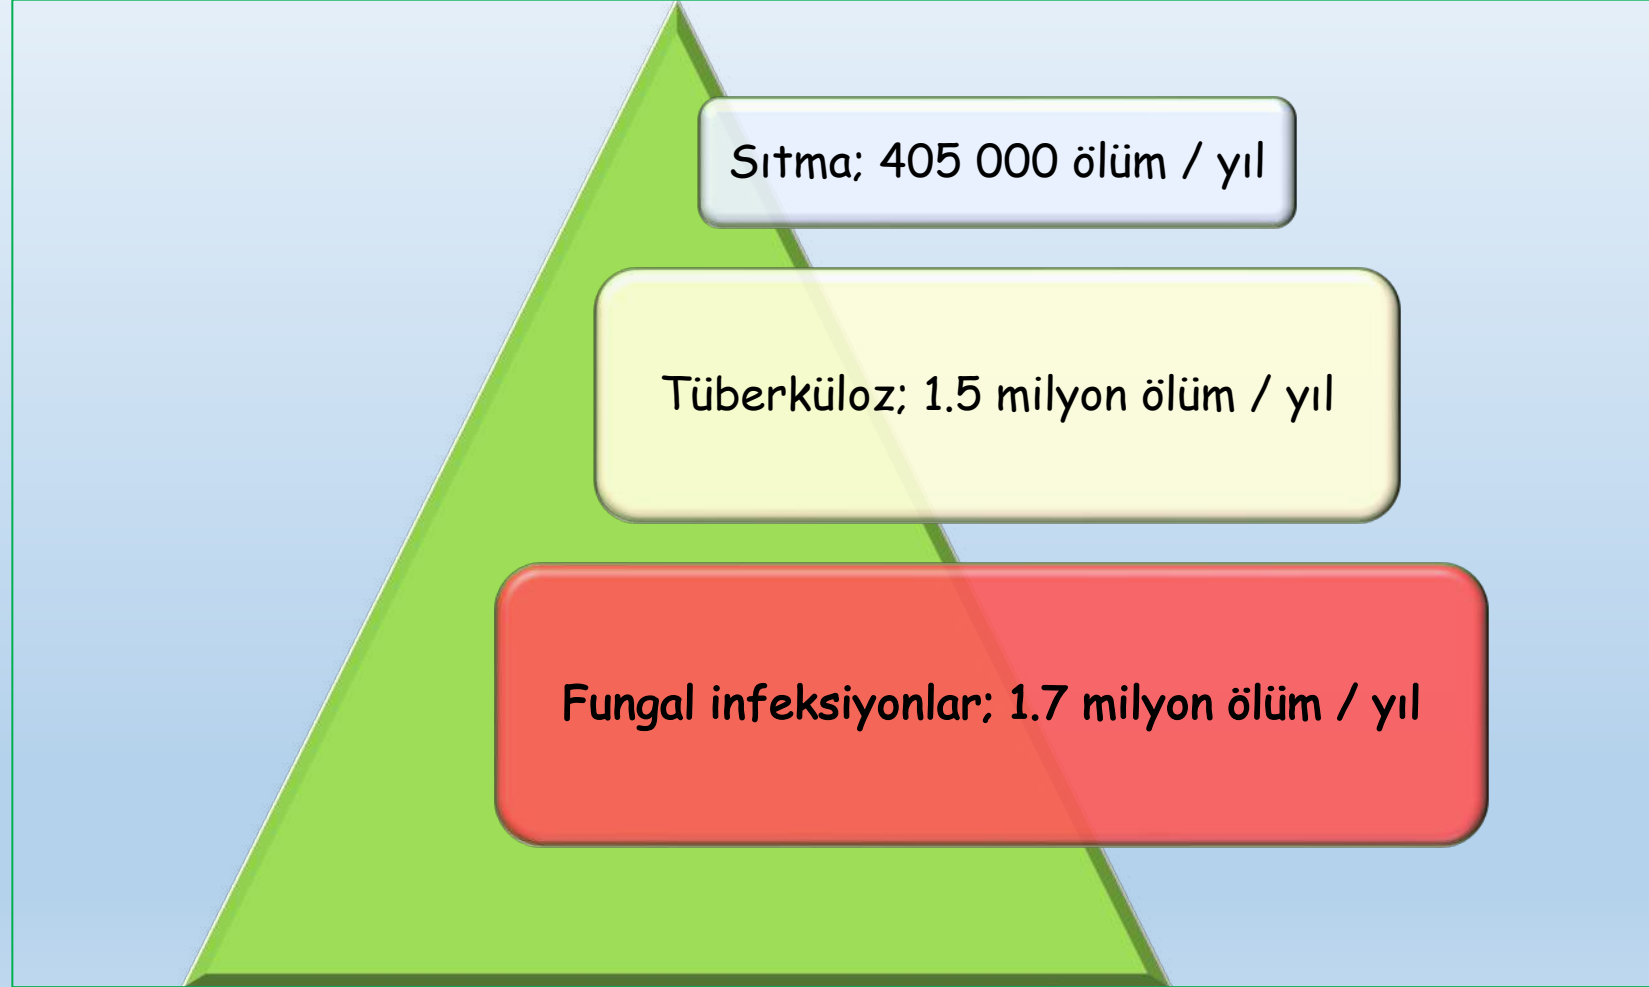 Sıtma; 405 000 ölüm / yıl
Tüberküloz; 1.5 milyon ölüm / yıl
Fungal infeksiyonlar; 1.7 milyon ölüm / yıl